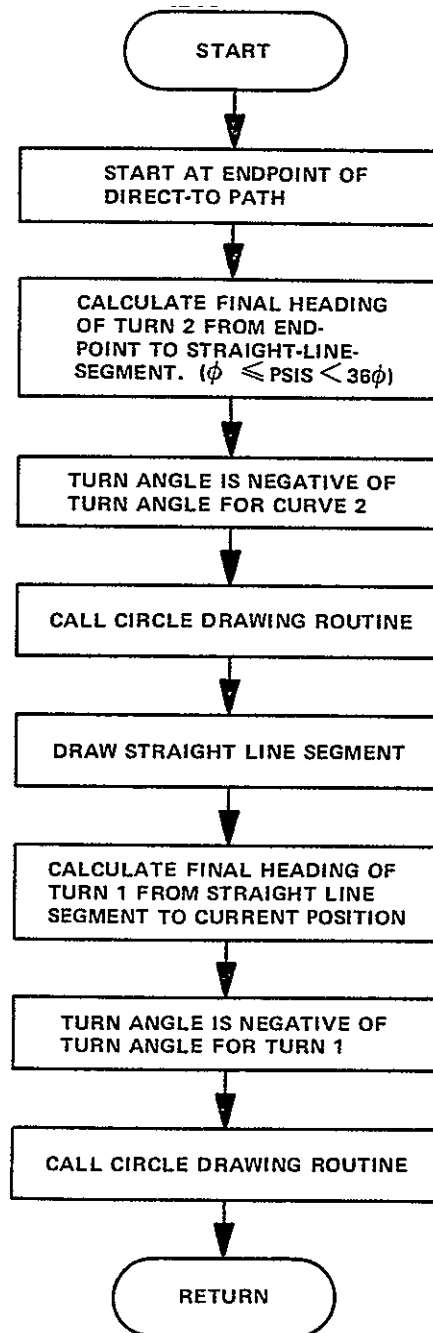 START
START AT ENDPOINT OF
DIRECT-TO PATH
CALCULATE FINAL HEADING
OF TURN 2 FROM END-
POINT TO STRAIGHT-LINE-
SEGMENT. (ϕ ≤ PSIS < 36ϕ)
TURN ANGLE IS NEGATIVE OF
TURN ANGLE FOR CURVE 2
CALL CIRCLE DRAWING ROUTINE
DRAW STRAIGHT LINE SEGMENT
CALCULATE FINAL HEADING OF
TURN 1 FROM STRAIGHT LINE
SEGMENT TO CURRENT POSITION
TURN ANGLE IS NEGATIVE OF
TURN ANGLE FOR TURN 1
CALL CIRCLE DRAWING ROUTINE
RETURN